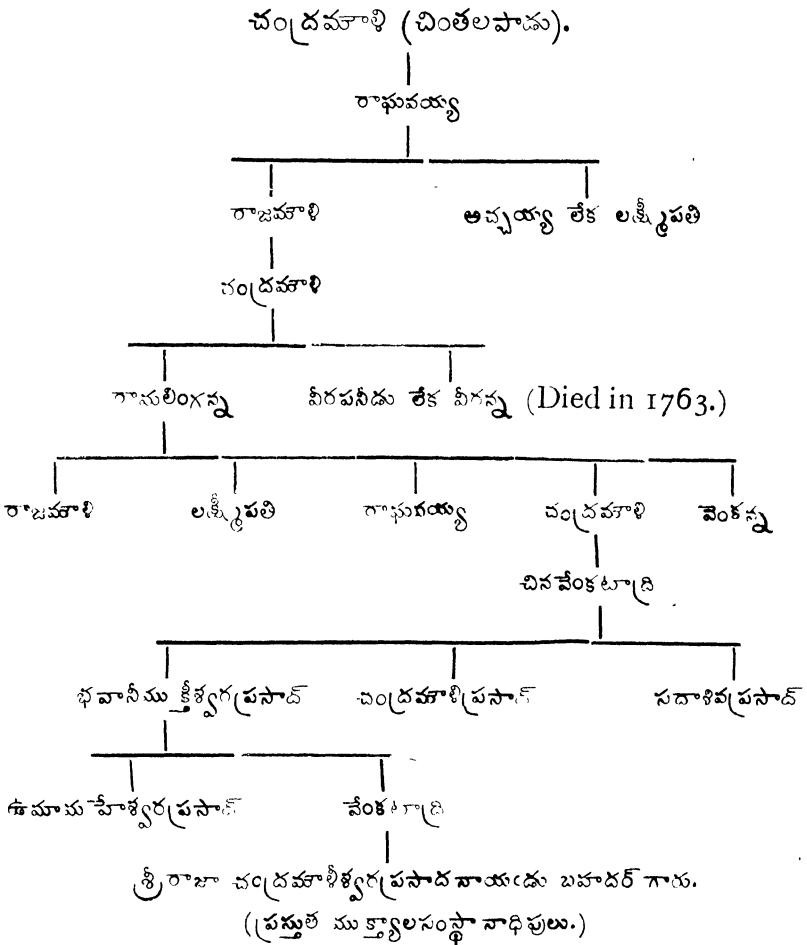 చంద్రమౌళి (చింతలపాడు).
రాఘవయ్య
రాజమౌళి అచ్చయ్య లేక లక్ష్మీపతి
చంద్రమౌళి
రామలింగన్న వీరపనీడు లేక వీరన్న (Died in 1763.)
రాజమౌళి లక్ష్మీపతి రాఘవయ్య చంద్రమౌళి వెంకన్న
చినవేంకటాద్రి
భవానీముక్తీశ్వరప్రసాద్ చంద్రమౌళిప్రసాద్ సదాశివప్రసాద్
ఉమామహేశ్వరప్రసాద్ వేంకటాద్రి
శ్రీ రాజా చంద్రమౌళీశ్వరప్రసాదనాయఁడు బహదర్ గారు.
(ప్రస్తుత ముక్త్యాలసంస్థానాధిపులు.)